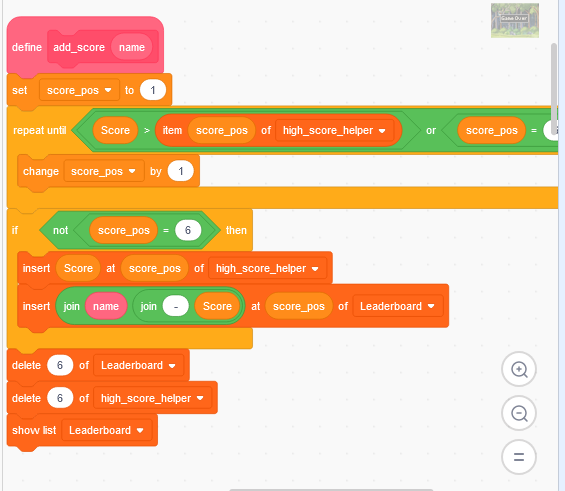 Game Over
define add_score name
set score_pos to 1
repeat until Score > item score_pos of high_score_helper or score_pos =
change score_pos by 1
if not score_pos = 6 then
insert Score at score_pos of high_score_helper
insert join name join - Score at score_pos of Leaderboard
delete 6 of Leaderboard
delete 6 of high_score_helper
show list Leaderboard